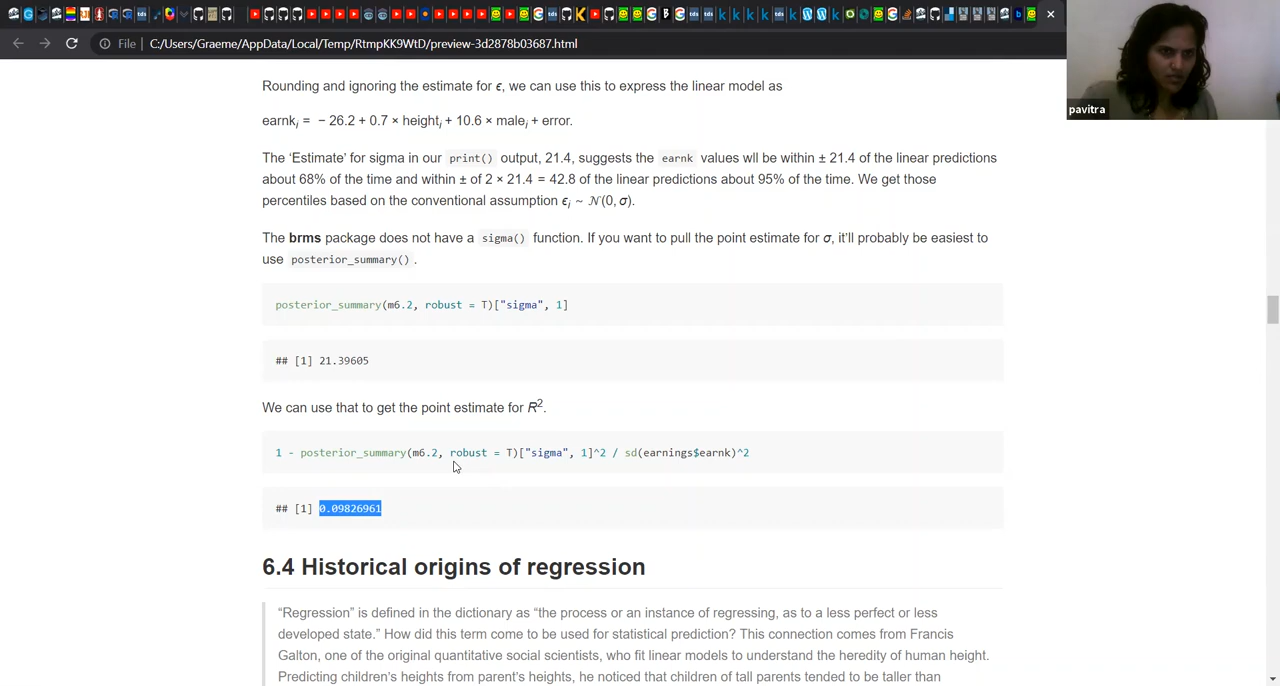 File C:/Users/Graeme/AppData/Local/Temp/RtmpKK9WtD/preview-3d2878b03687.html
pavitra
Rounding and ignoring the estimate for ϵ, we can use this to express the linear model as
earnk_i = − 26.2 + 0.7 × height_i + 10.6 × male_i + error.
The ‘Estimate’ for sigma in our print() output, 21.4, suggests the earnk values wll be within ± 21.4 of the linear predictions
about 68% of the time and within ± of 2 × 21.4 = 42.8 of the linear predictions about 95% of the time. We get those
percentiles based on the conventional assumption ϵ_i ~ 𝒩(0, σ).
The brms package does not have a sigma() function. If you want to pull the point estimate for σ, it’ll probably be easiest to
use posterior_summary() .
posterior_summary(m6.2, robust = T)["sigma", 1]
## [1] 21.39605
We can use that to get the point estimate for R².
1 - posterior_summary(m6.2, robust = T)["sigma", 1]^2 / sd(earnings$earnk)^2
## [1] 0.09826961
6.4 Historical origins of regression
“Regression” is defined in the dictionary as “the process or an instance of regressing, as to a less perfect or less
developed state.” How did this term come to be used for statistical prediction? This connection comes from Francis
Galton, one of the original quantitative social scientists, who fit linear models to understand the heredity of human height.
Predicting children’s heights from parent’s heights, he noticed that children of tall parents tended to be taller than